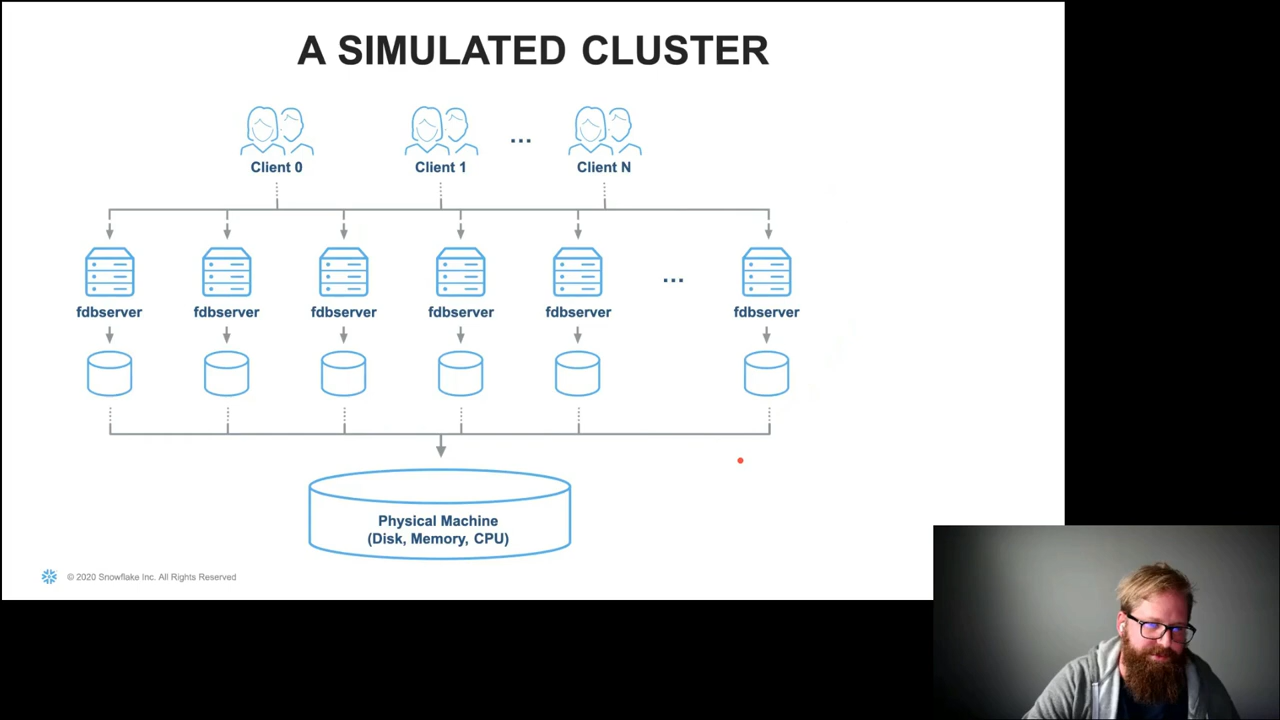 A SIMULATED CLUSTER
Client 0
Client 1
...
Client N
fdbserver
fdbserver
fdbserver
fdbserver
fdbserver
...
fdbserver
Physical Machine
(Disk, Memory, CPU)
© 2020 Snowflake Inc. All Rights Reserved